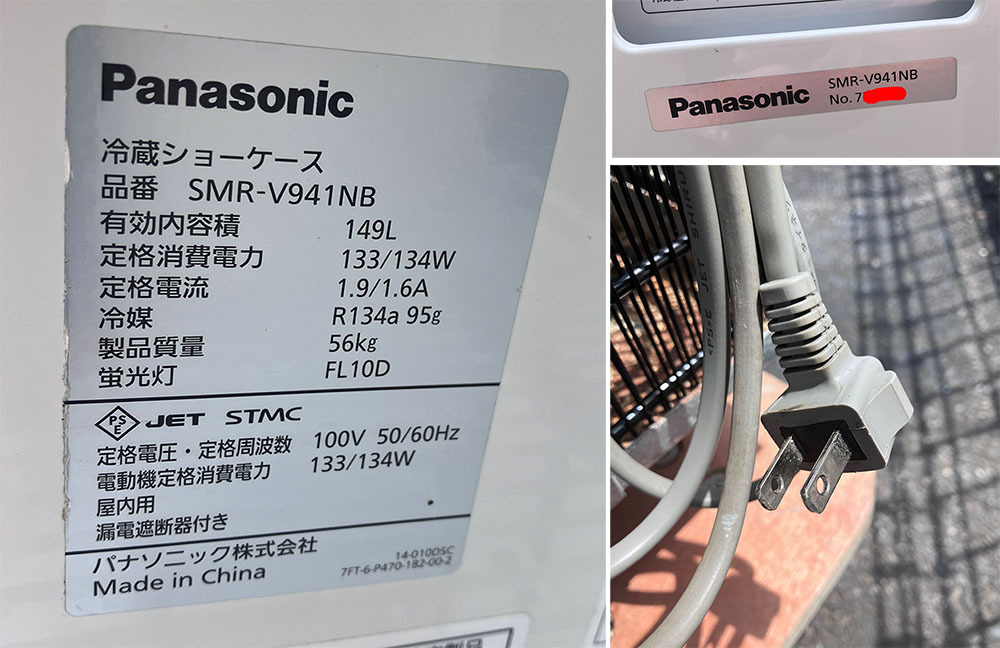 Panasonic
冷蔵ショーケース
品番 SMR-V941NB
有効内容積 149L
定格消費電力 133/134W
定格電流 1.9/1.6A
冷媒 R134a 95g
製品質量 56kg
蛍光灯 FL10D
PSE JET STMC
定格電圧・定格周波数 100V 50/60Hz
電動機定格消費電力 133/134W
屋内用
漏電遮断器付き
パナソニック株式会社
Made in China
14-010DSC
7FT-6-P470-182-00-2
Panasonic
SMR-V941NB
No.7
JET SHIRU